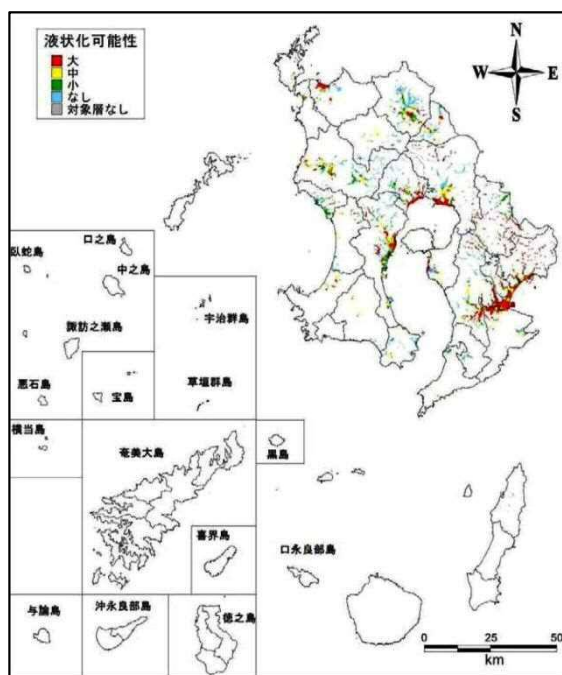 液状化可能性
大
中
小
なし
対象層なし
N
W E
S
口之島
臥蛇島
中之島
宇治群島
諏訪之瀬島
悪石島
宝島
草垣群島
横当島
奄美大島
黒島
喜界島
口永良部島
与論島
沖永良部島
徳之島
0 25 50
km